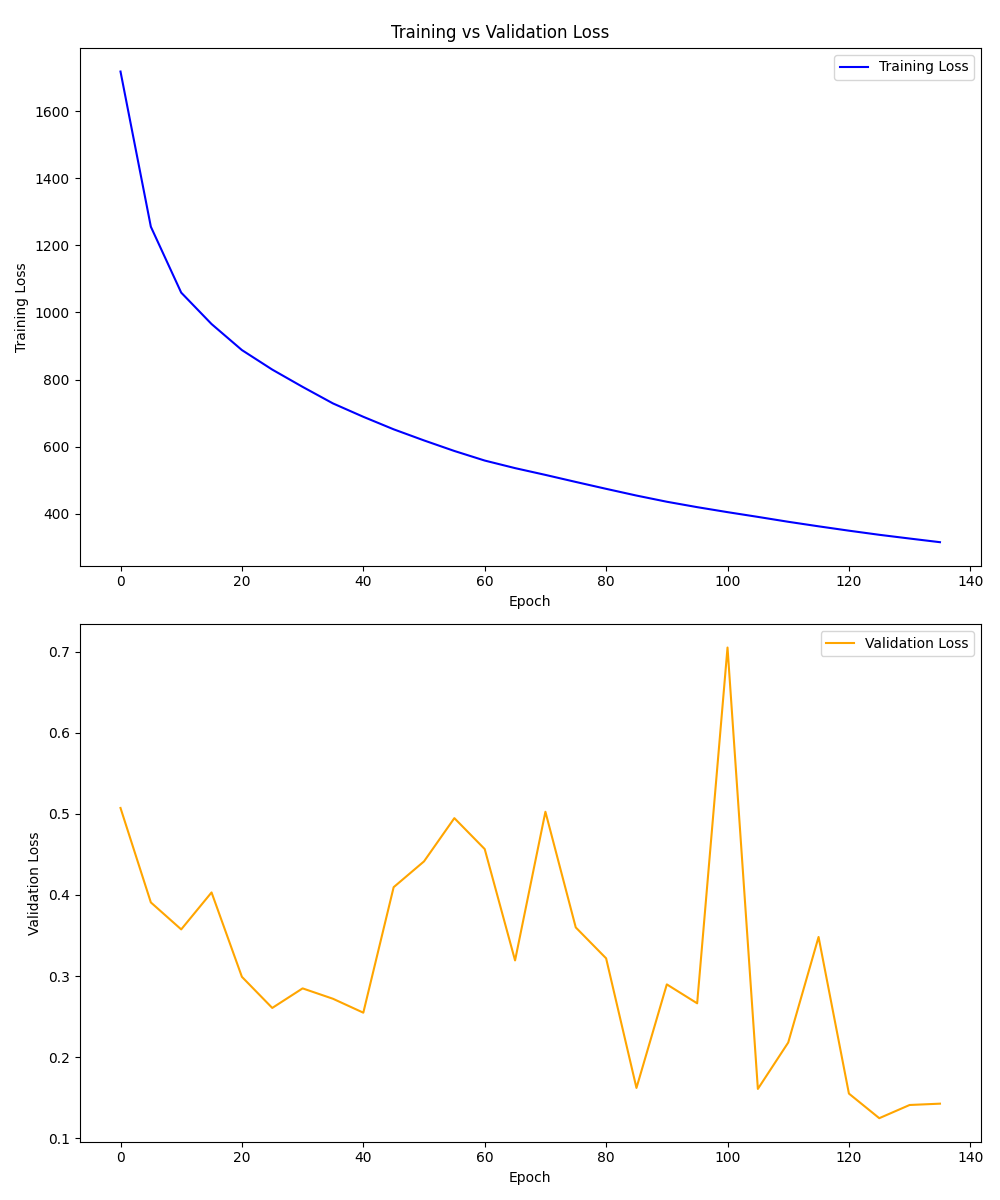 Training vs Validation Loss
Training Loss
1600
1400
1200
1000
800
600
400
Training Loss
0 20 40 60 80 100 120 140
Epoch
Validation Loss
0.7
0.6
0.5
0.4
0.3
0.2
0.1
Validation Loss
0 20 40 60 80 100 120 140
Epoch